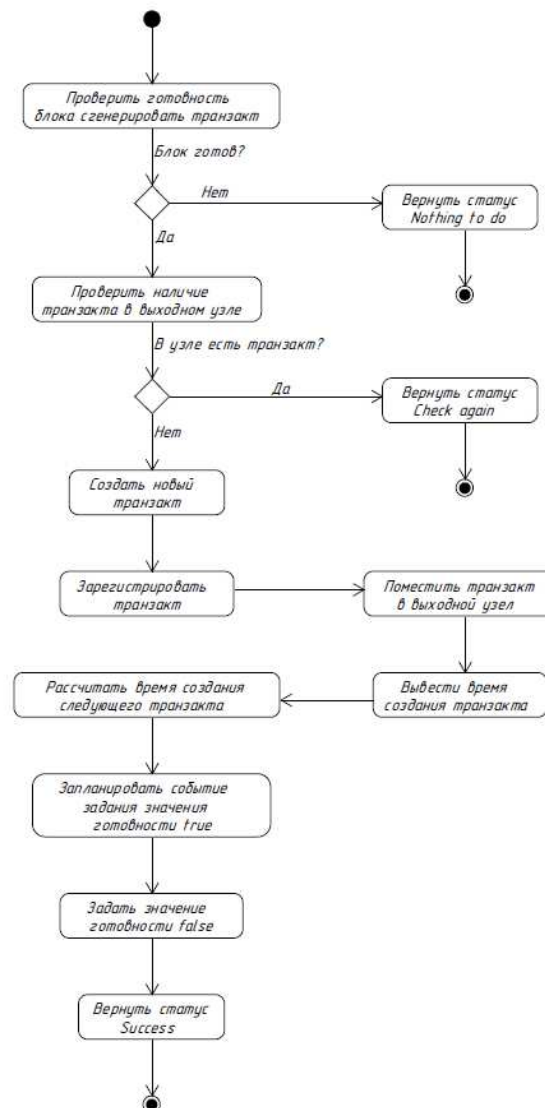 Проверить готовность
блока сгенерировать транзакт
Блок готов?
Нет
Вернуть статус
Nothing to do
Да
Проверить наличие
транзакта в выходном узле
В узле есть транзакт?
Да
Вернуть статус
Check again
Нет
Создать новый
транзакт
Зарегистрировать
транзакт
Поместить транзакт
в выходной узел
Рассчитать время создания
следующего транзакта
Вывести время
создания транзакта
Запланировать событие
задания значения
готовности true
Задать значение
готовности false
Вернуть статус
Success